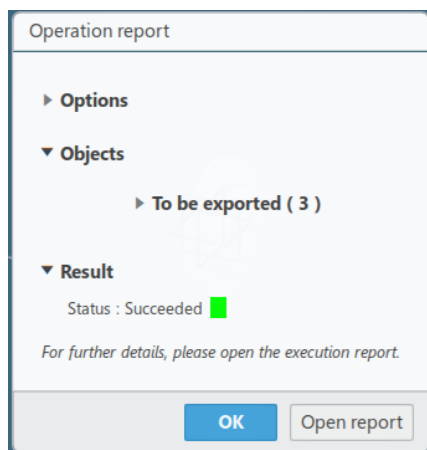 Operation report
Options
Objects
To be exported ( 3 )
Result
Status : Succeeded
For further details, please open the execution report.
OK
Open report